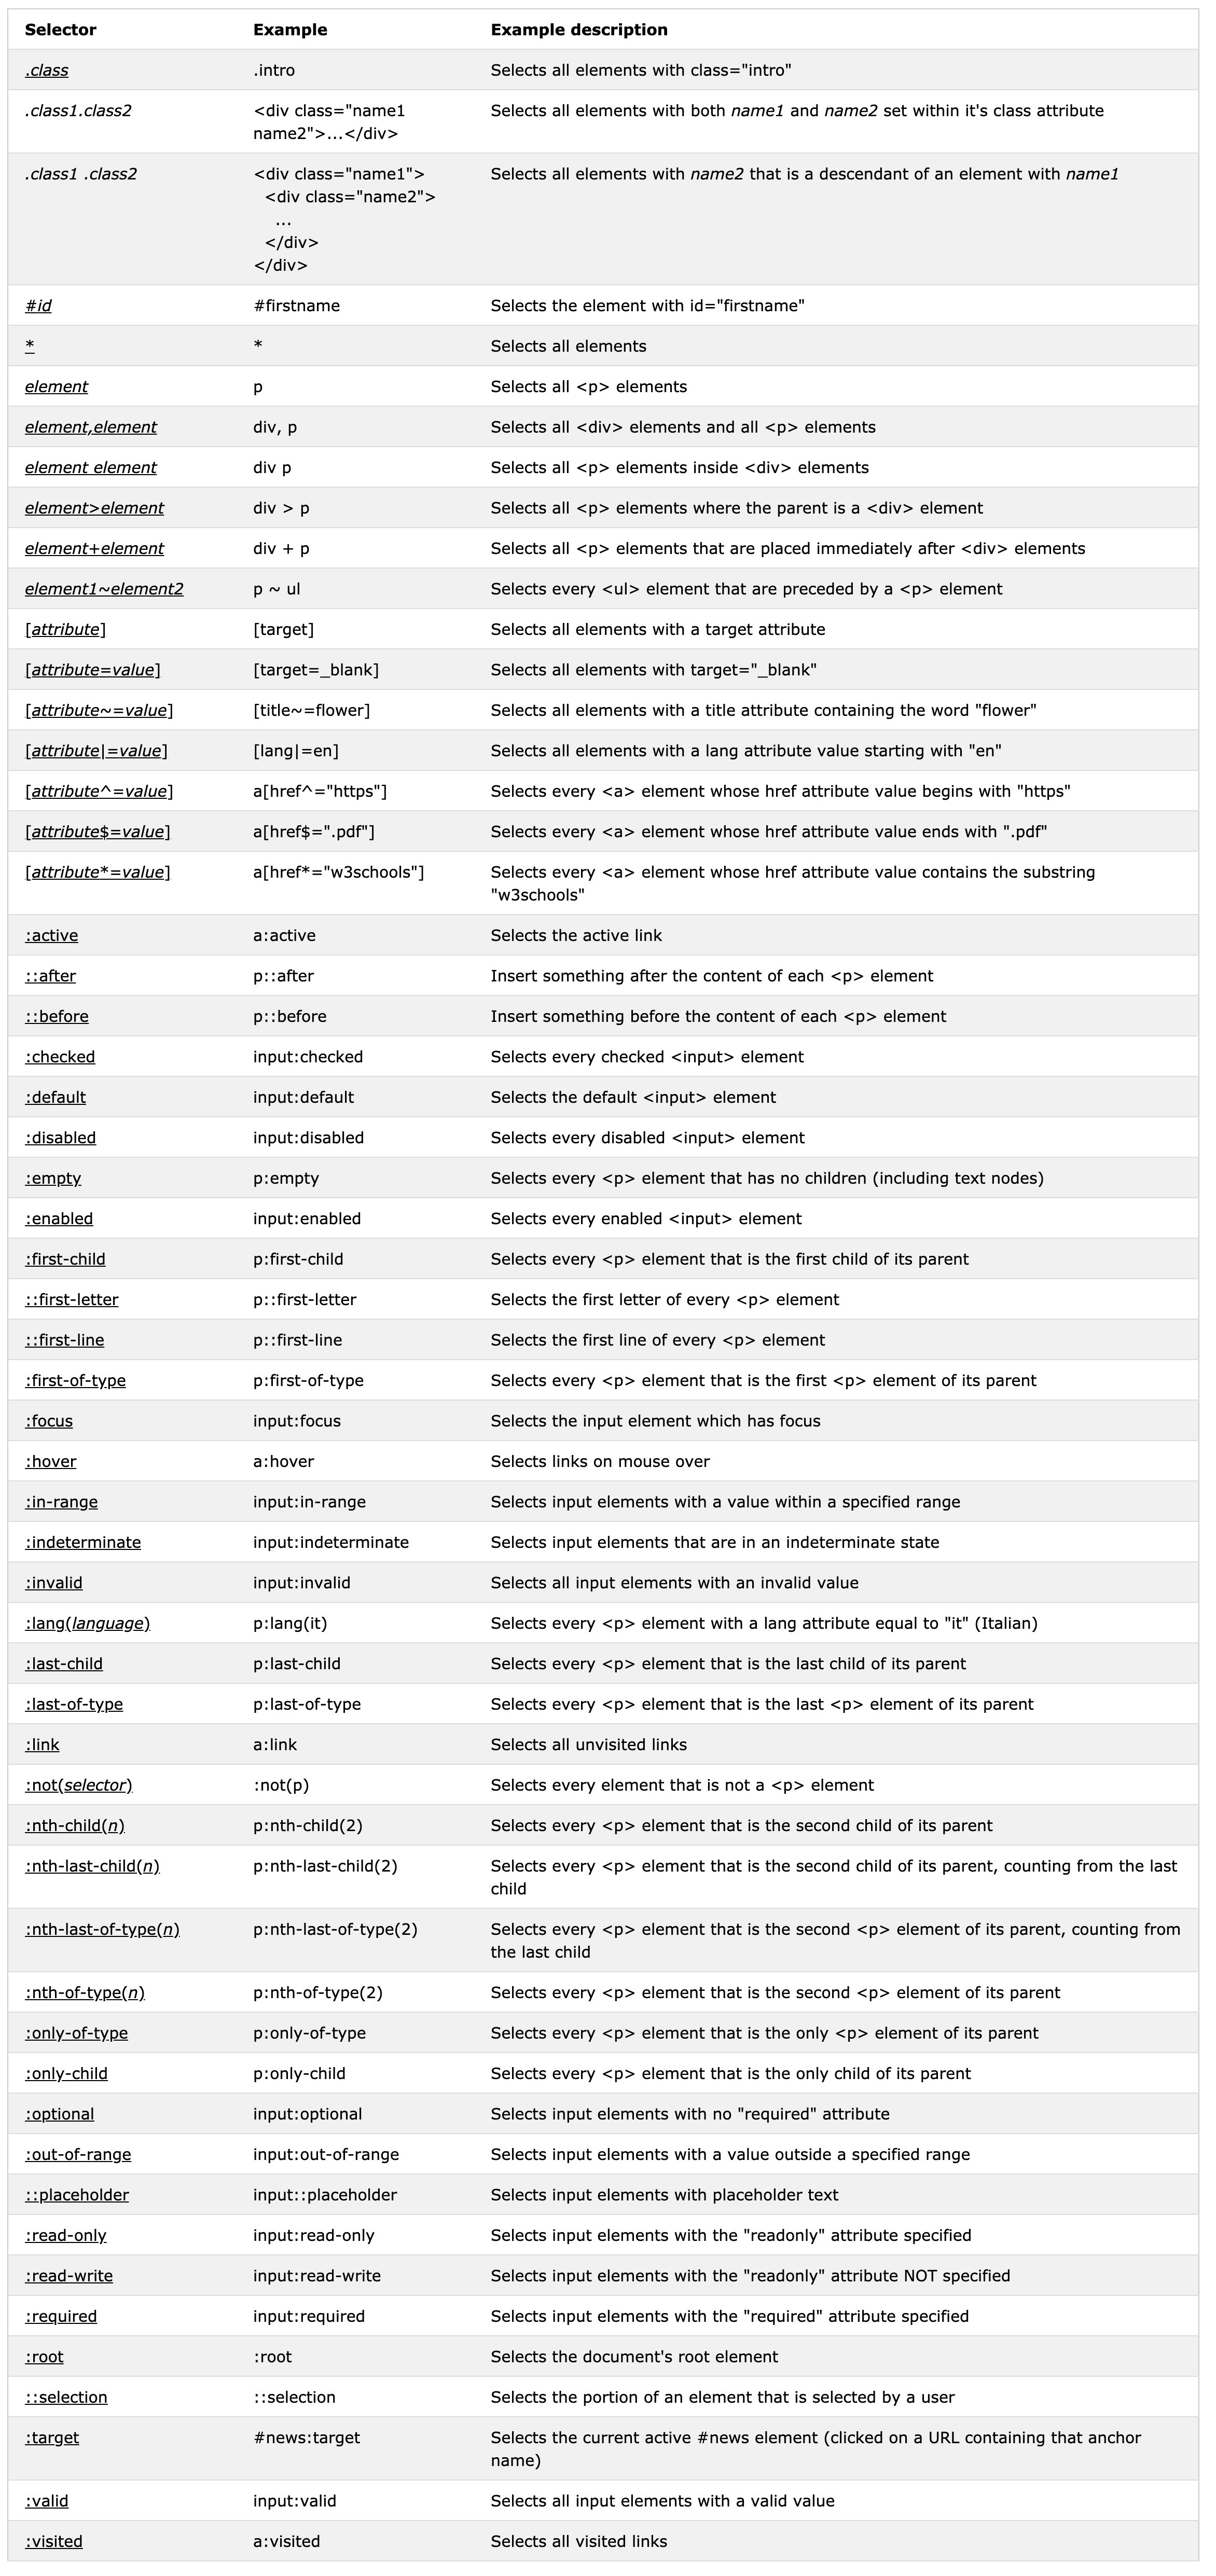 Selector Example Example description
.class .intro Selects all elements with class="intro"
.class1.class2 <div class="name1 Selects all elements with both name1 and name2 set within it's class attribute
name2">...</div>
.class1 .class2 <div class="name1"> Selects all elements with name2 that is a descendant of an element with name1
<div class="name2">
...
</div>
</div>
#id #firstname Selects the element with id="firstname"
* * Selects all elements
element p Selects all <p> elements
element,element div, p Selects all <div> elements and all <p> elements
element element div p Selects all <p> elements inside <div> elements
element>element div > p Selects all <p> elements where the parent is a <div> element
element+element div + p Selects all <p> elements that are placed immediately after <div> elements
element1~element2 p ~ ul Selects every <ul> element that are preceded by a <p> element
[attribute] [target] Selects all elements with a target attribute
[attribute=value] [target=_blank] Selects all elements with target="_blank"
[attribute~=value] [title~=flower] Selects all elements with a title attribute containing the word "flower"
[attribute|=value] [lang|=en] Selects all elements with a lang attribute value starting with "en"
[attribute^=value] a[href^="https"] Selects every <a> element whose href attribute value begins with "https"
[attribute$=value] a[href$=".pdf"] Selects every <a> element whose href attribute value ends with ".pdf"
[attribute*=value] a[href*="w3schools"] Selects every <a> element whose href attribute value contains the substring
"w3schools"
:active a:active Selects the active link
::after p::after Insert something after the content of each <p> element
::before p::before Insert something before the content of each <p> element
:checked input:checked Selects every checked <input> element
:default input:default Selects the default <input> element
:disabled input:disabled Selects every disabled <input> element
:empty p:empty Selects every <p> element that has no children (including text nodes)
:enabled input:enabled Selects every enabled <input> element
:first-child p:first-child Selects every <p> element that is the first child of its parent
::first-letter p::first-letter Selects the first letter of every <p> element
::first-line p::first-line Selects the first line of every <p> element
:first-of-type p:first-of-type Selects every <p> element that is the first <p> element of its parent
:focus input:focus Selects the input element which has focus
:hover a:hover Selects links on mouse over
:in-range input:in-range Selects input elements with a value within a specified range
:indeterminate input:indeterminate Selects input elements that are in an indeterminate state
:invalid input:invalid Selects all input elements with an invalid value
:lang(language) p:lang(it) Selects every <p> element with a lang attribute equal to "it" (Italian)
:last-child p:last-child Selects every <p> element that is the last child of its parent
:last-of-type p:last-of-type Selects every <p> element that is the last <p> element of its parent
:link a:link Selects all unvisited links
:not(selector) :not(p) Selects every element that is not a <p> element
:nth-child(n) p:nth-child(2) Selects every <p> element that is the second child of its parent
:nth-last-child(n) p:nth-last-child(2) Selects every <p> element that is the second child of its parent, counting from the last
child
:nth-last-of-type(n) p:nth-last-of-type(2) Selects every <p> element that is the second <p> element of its parent, counting from
the last child
:nth-of-type(n) p:nth-of-type(2) Selects every <p> element that is the second <p> element of its parent
:only-of-type p:only-of-type Selects every <p> element that is the only <p> element of its parent
:only-child p:only-child Selects every <p> element that is the only child of its parent
:optional input:optional Selects input elements with no "required" attribute
:out-of-range input:out-of-range Selects input elements with a value outside a specified range
::placeholder input::placeholder Selects input elements with placeholder text
:read-only input:read-only Selects input elements with the "readonly" attribute specified
:read-write input:read-write Selects input elements with the "readonly" attribute NOT specified
:required input:required Selects input elements with the "required" attribute specified
:root :root Selects the document's root element
::selection ::selection Selects the portion of an element that is selected by a user
:target #news:target Selects the current active #news element (clicked on a URL containing that anchor
name)
:valid input:valid Selects all input elements with a valid value
:visited a:visited Selects all visited links